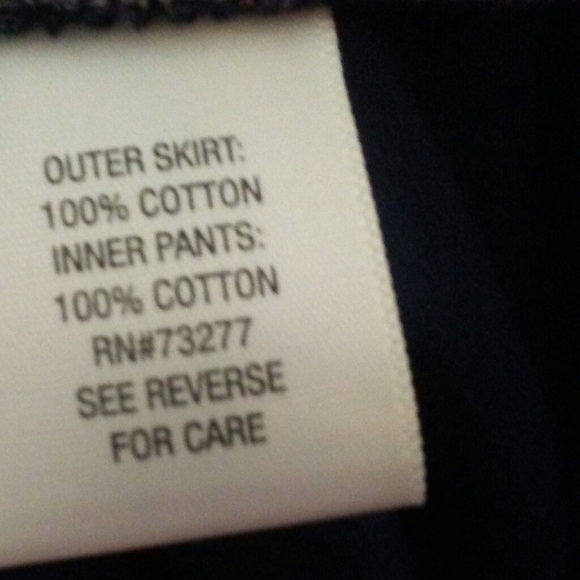 OUTER SKIRT:
100% COTTON
INNER PANTS:
100% COTTON
RN#73277
SEE REVERSE
FOR CARE